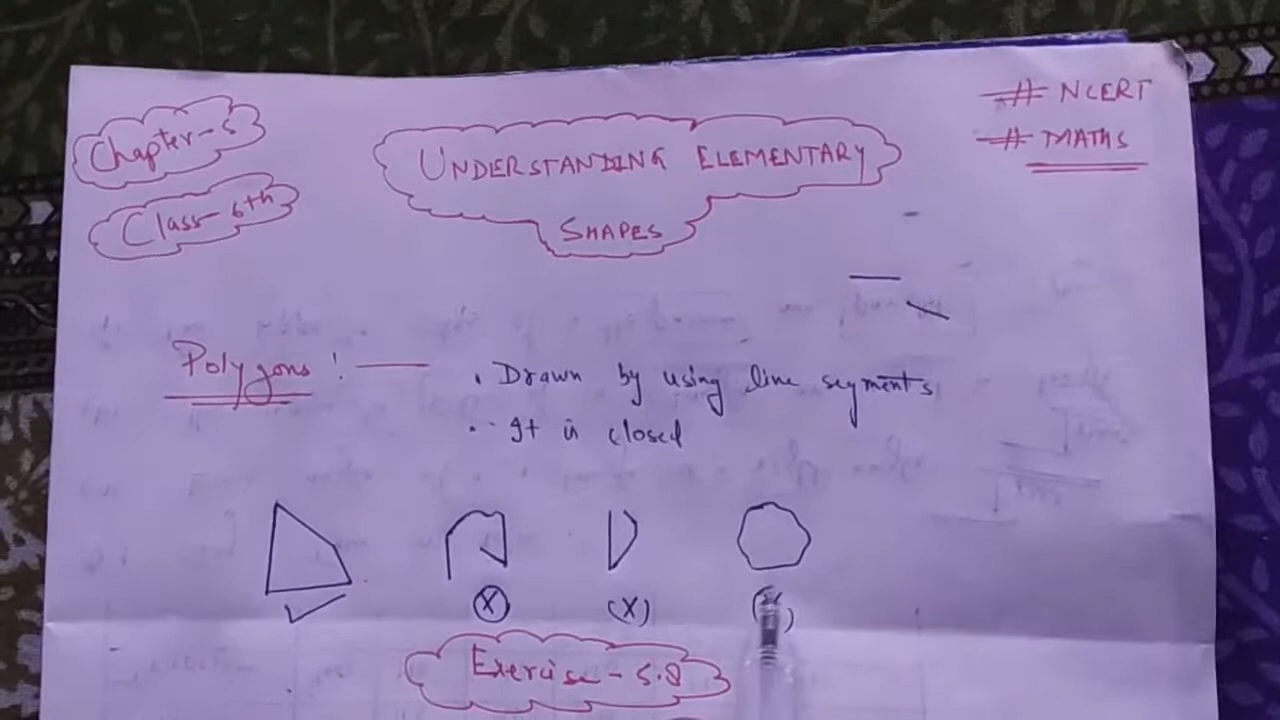 Chapter-5
Class-6th
UNDERSTANDING ELEMENTARY
SHAPES
# NCERT
# MATHS
Polygons :—
. Drawn by using line segments
. It is closed
(X)
(X)
Exercise - 5.8